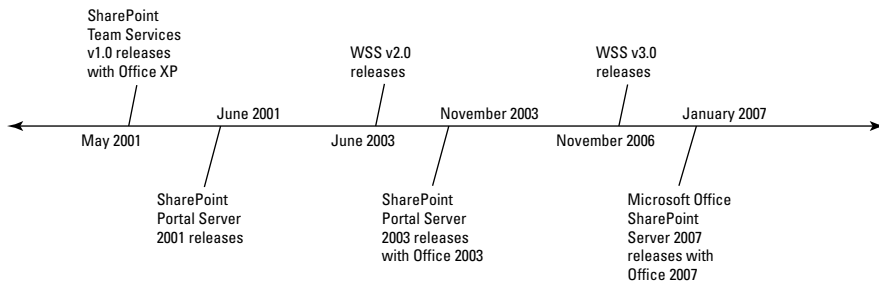 SharePoint
Team Services
v1.0 releases
with Office XP
May 2001
June 2001
SharePoint
Portal Server
2001 releases
WSS v2.0
releases
June 2003
November 2003
SharePoint
Portal Server
2003 releases
with Office 2003
WSS v3.0
releases
November 2006
January 2007
Microsoft Office
SharePoint
Server 2007
releases with
Office 2007